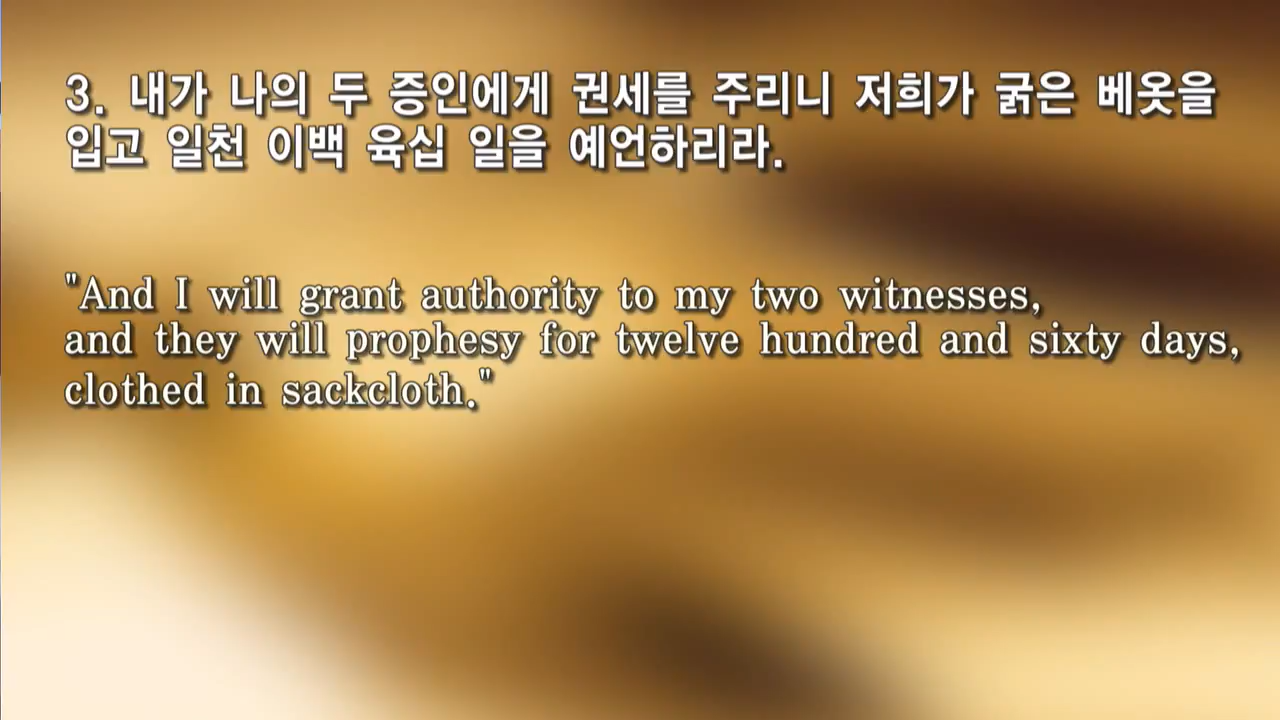 3. 내가 나의 두 증인에게 권세를 주리니 저희가 굵은 베옷을
입고 일천 이백 육십 일을 예언하리라.
"And I will grant authority to my two witnesses,
and they will prophesy for twelve hundred and sixty days,
clothed in sackcloth."